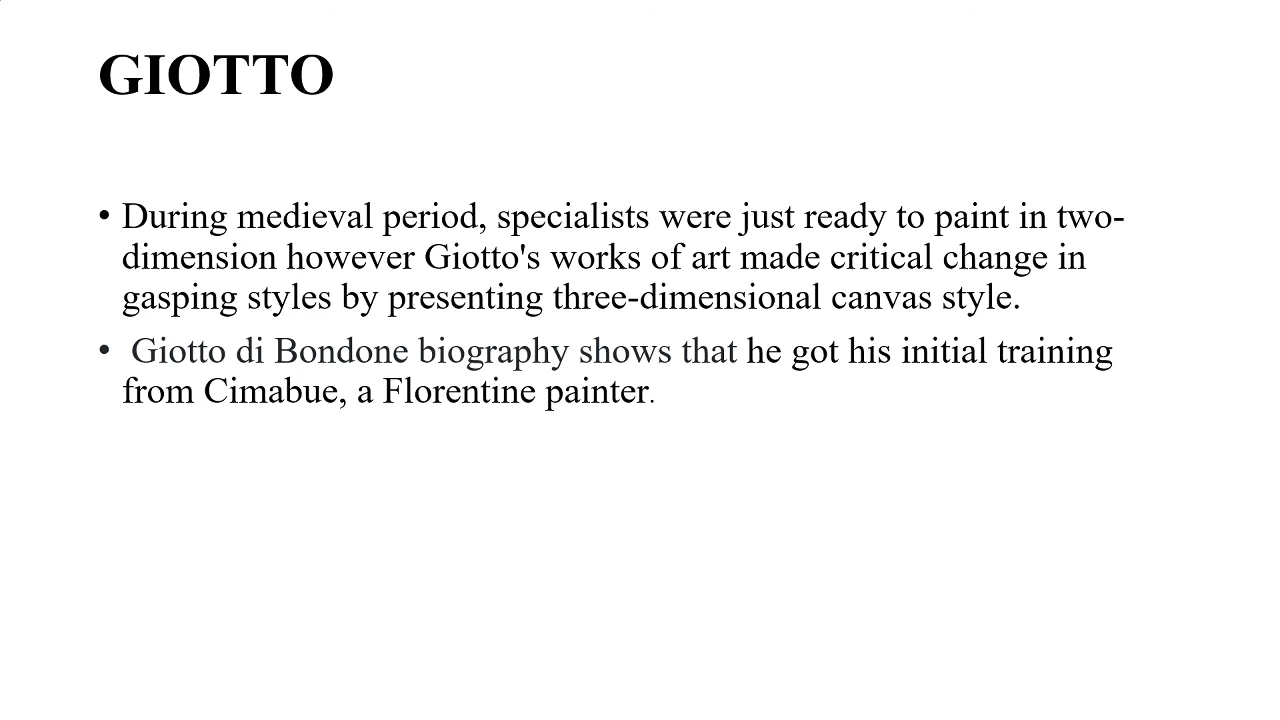 GIOTTO
• During medieval period, specialists were just ready to paint in two-
dimension however Giotto's works of art made critical change in
gasping styles by presenting three-dimensional canvas style.
• Giotto di Bondone biography shows that he got his initial training
from Cimabue, a Florentine painter.